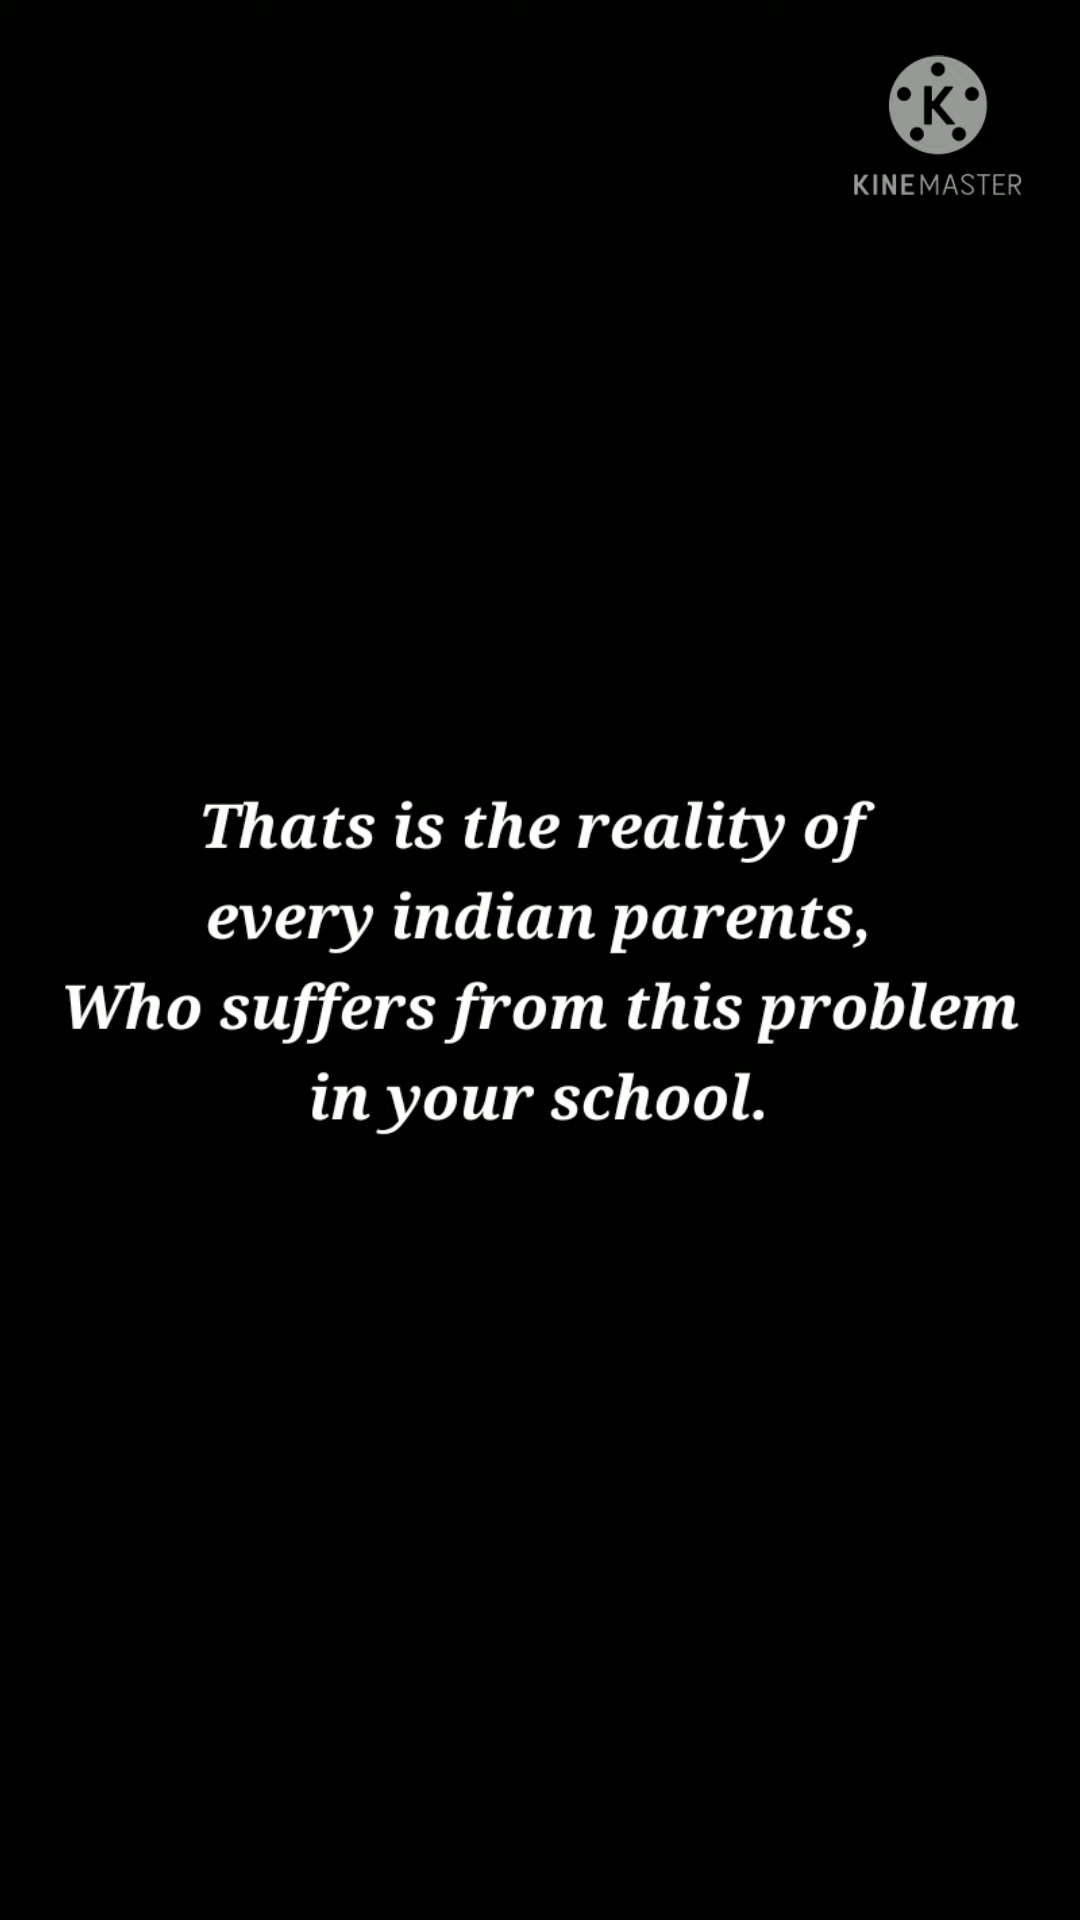 K
KINEMASTER
Thats is the reality of
every indian parents,
Who suffers from this problem
in your school.